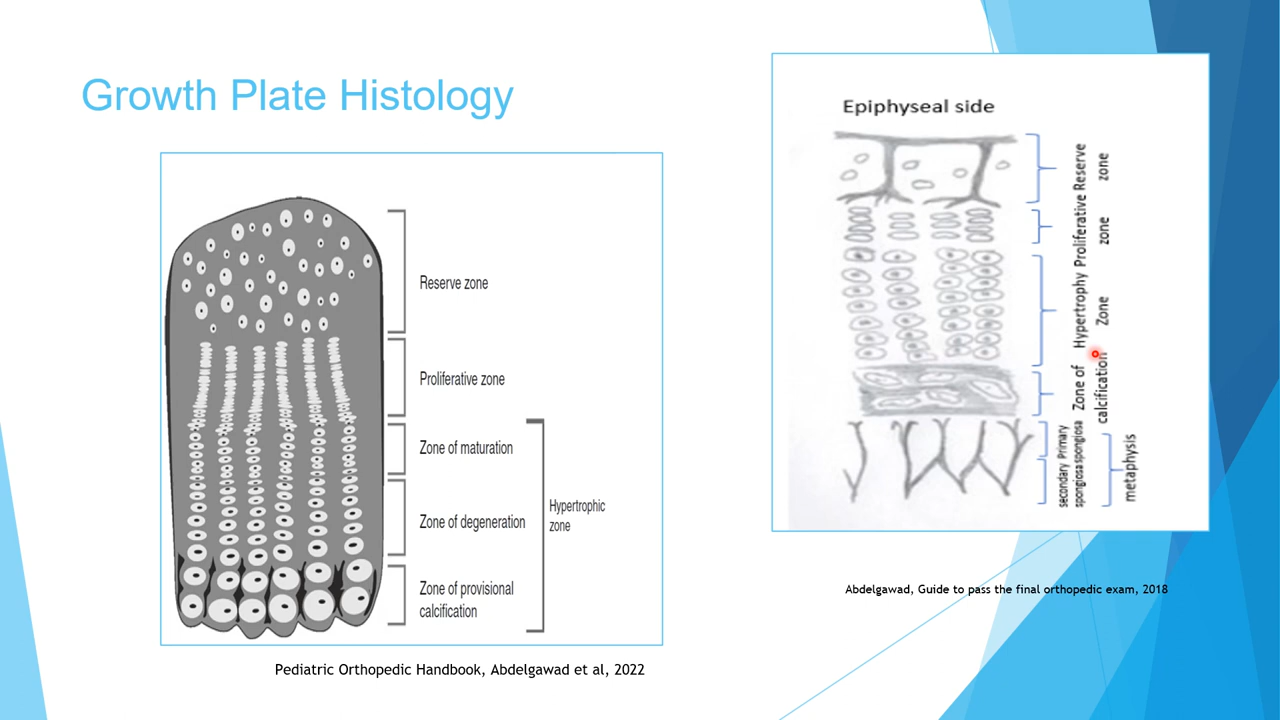 Growth Plate Histology
Reserve zone
Proliferative zone
Zone of maturation
Zone of degeneration
Hypertrophic
zone
Zone of provisional
calcification
Pediatric Orthopedic Handbook, Abdelgawad et al, 2022
Epiphyseal side
Reserve
zone
Proliferative
zone
Hypertrophy
Zone
Zone of
calcification
Primary
spongiosa
secondary
spongiosa
metaphysis
Abdelgawad, Guide to pass the final orthopedic exam, 2018